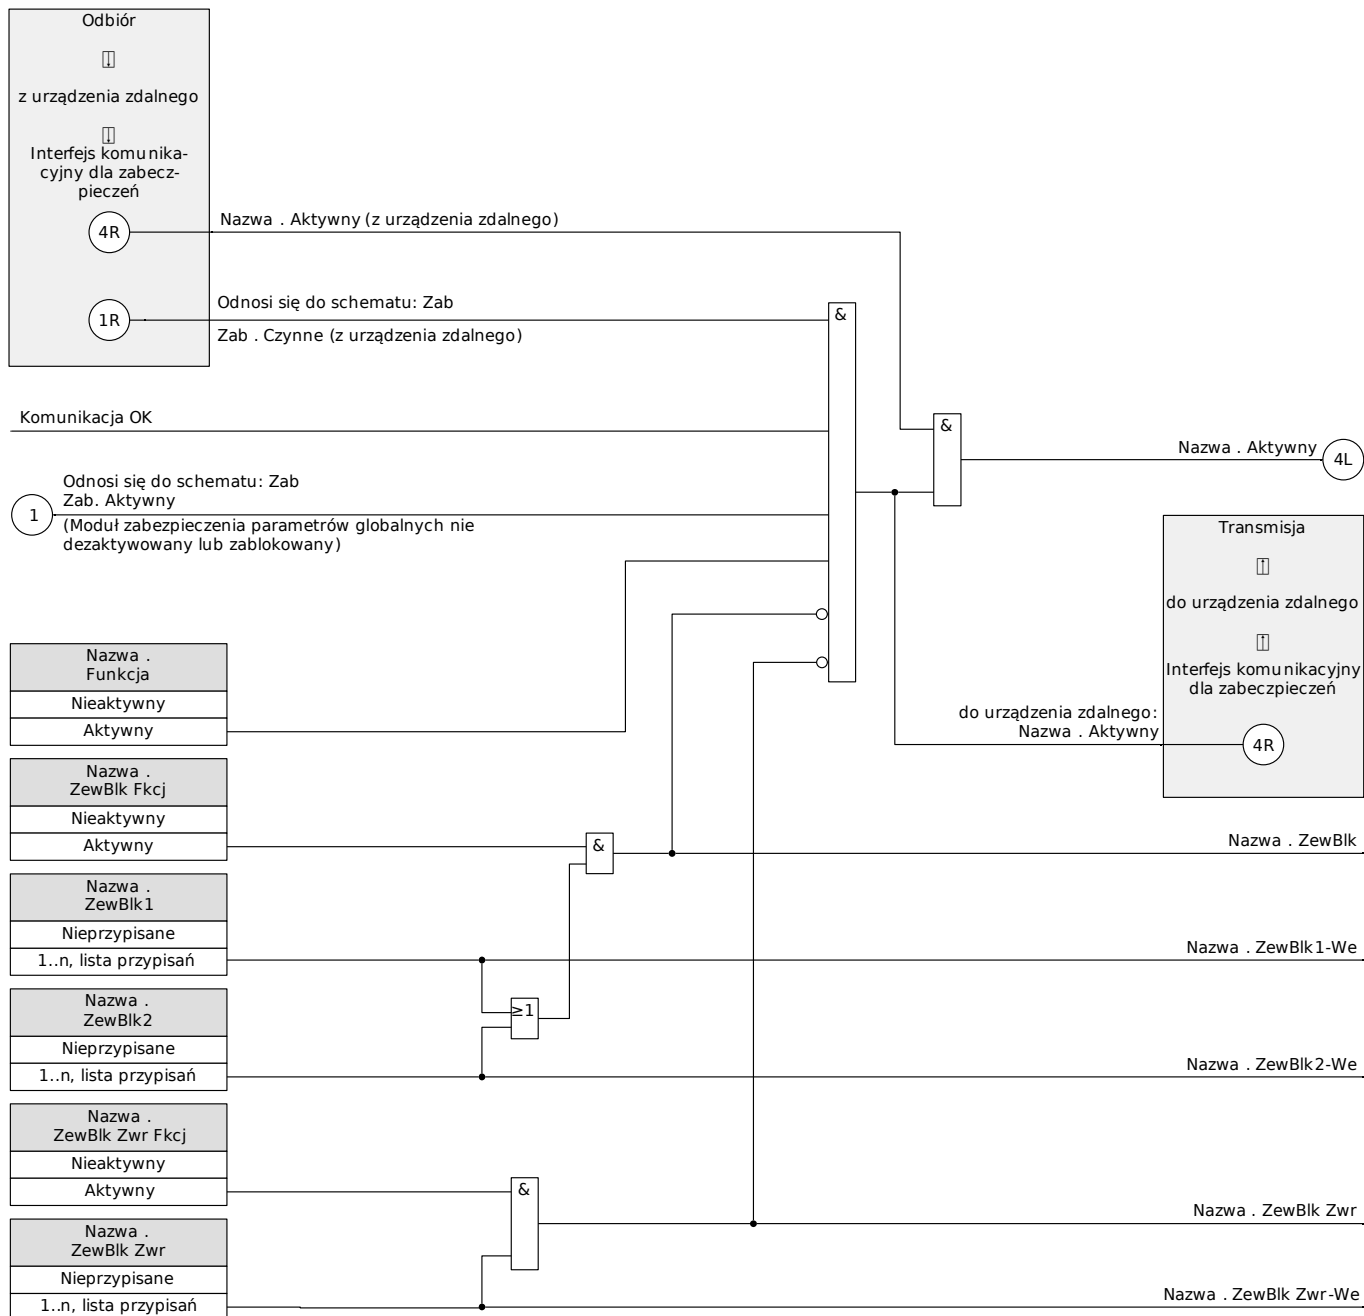 Odbiór
z urządzenia zdalnego
Interfejs komunika-
cyjny dla zabecz-
pieczeń
4R
Nazwa . Aktywny (z urządzenia zdalnego)
1R
Odnosi się do schematu: Zab
Zab . Czynne (z urządzenia zdalnego)
&
Komunikacja OK
&
Nazwa . Aktywny
4L
1
Odnosi się do schematu: Zab
Zab. Aktywny
(Moduł zabezpieczenia parametrów globalnych nie
dezaktywowany lub zablokowany)
Transmisja
do urządzenia zdalnego
Interfejs komunikacyjny
dla zabeczpieczeń
do urządzenia zdalnego:
Nazwa . Aktywny
4R
Nazwa .
Funkcja
Nieaktywny
Aktywny
Nazwa .
ZewBlk Fkcj
Nieaktywny
Aktywny
&
Nazwa . ZewBlk
Nazwa .
ZewBlk1
Nieprzypisane
1..n, lista przypisań
Nazwa . ZewBlk1-We
≥1
Nazwa .
ZewBlk2
Nieprzypisane
1..n, lista przypisań
Nazwa . ZewBlk2-We
Nazwa .
ZewBlk Zwr Fkcj
Nieaktywny
Aktywny
&
Nazwa . ZewBlk Zwr
Nazwa .
ZewBlk Zwr
Nieprzypisane
1..n, lista przypisań
Nazwa . ZewBlk Zwr-We